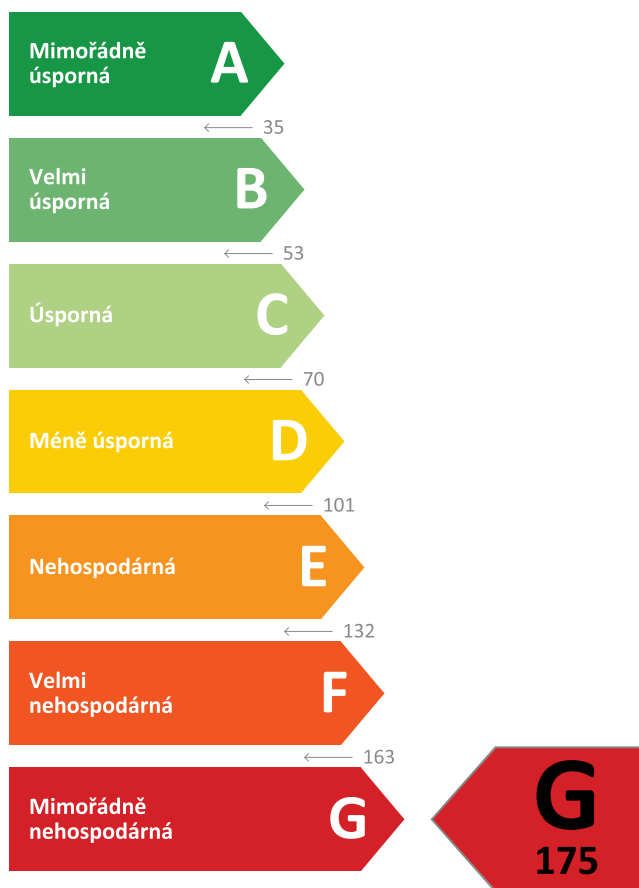 Mimořádně
úsporná
A
35
Velmi
úsporná
B
53
Úsporná
C
70
Méně úsporná
D
101
Nehospodárná
E
132
Velmi
nehospodárná
F
163
Mimořádně
nehospodárná
G
G
175